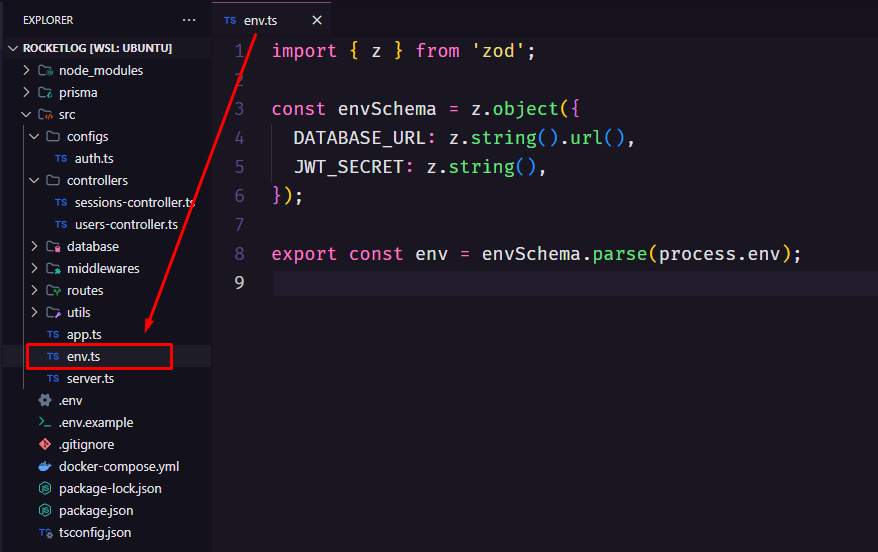 EXPLORER
ROCKETLOG [WSL: UBUNTU]
node_modules
prisma
src
configs
TS auth.ts
controllers
TS sessions-controller.ts
TS users-controller.ts
database
middlewares
routes
utils
TS app.ts
TS env.ts
TS server.ts
.env
.env.example
.gitignore
docker-compose.yml
package-lock.json
package.json
TS tsconfig.json
TS env.ts
1 import { z } from 'zod';
2
3 const envSchema = z.object({
4 DATABASE_URL: z.string().url(),
5 JWT_SECRET: z.string(),
6 });
7
8 export const env = envSchema.parse(process.env);
9